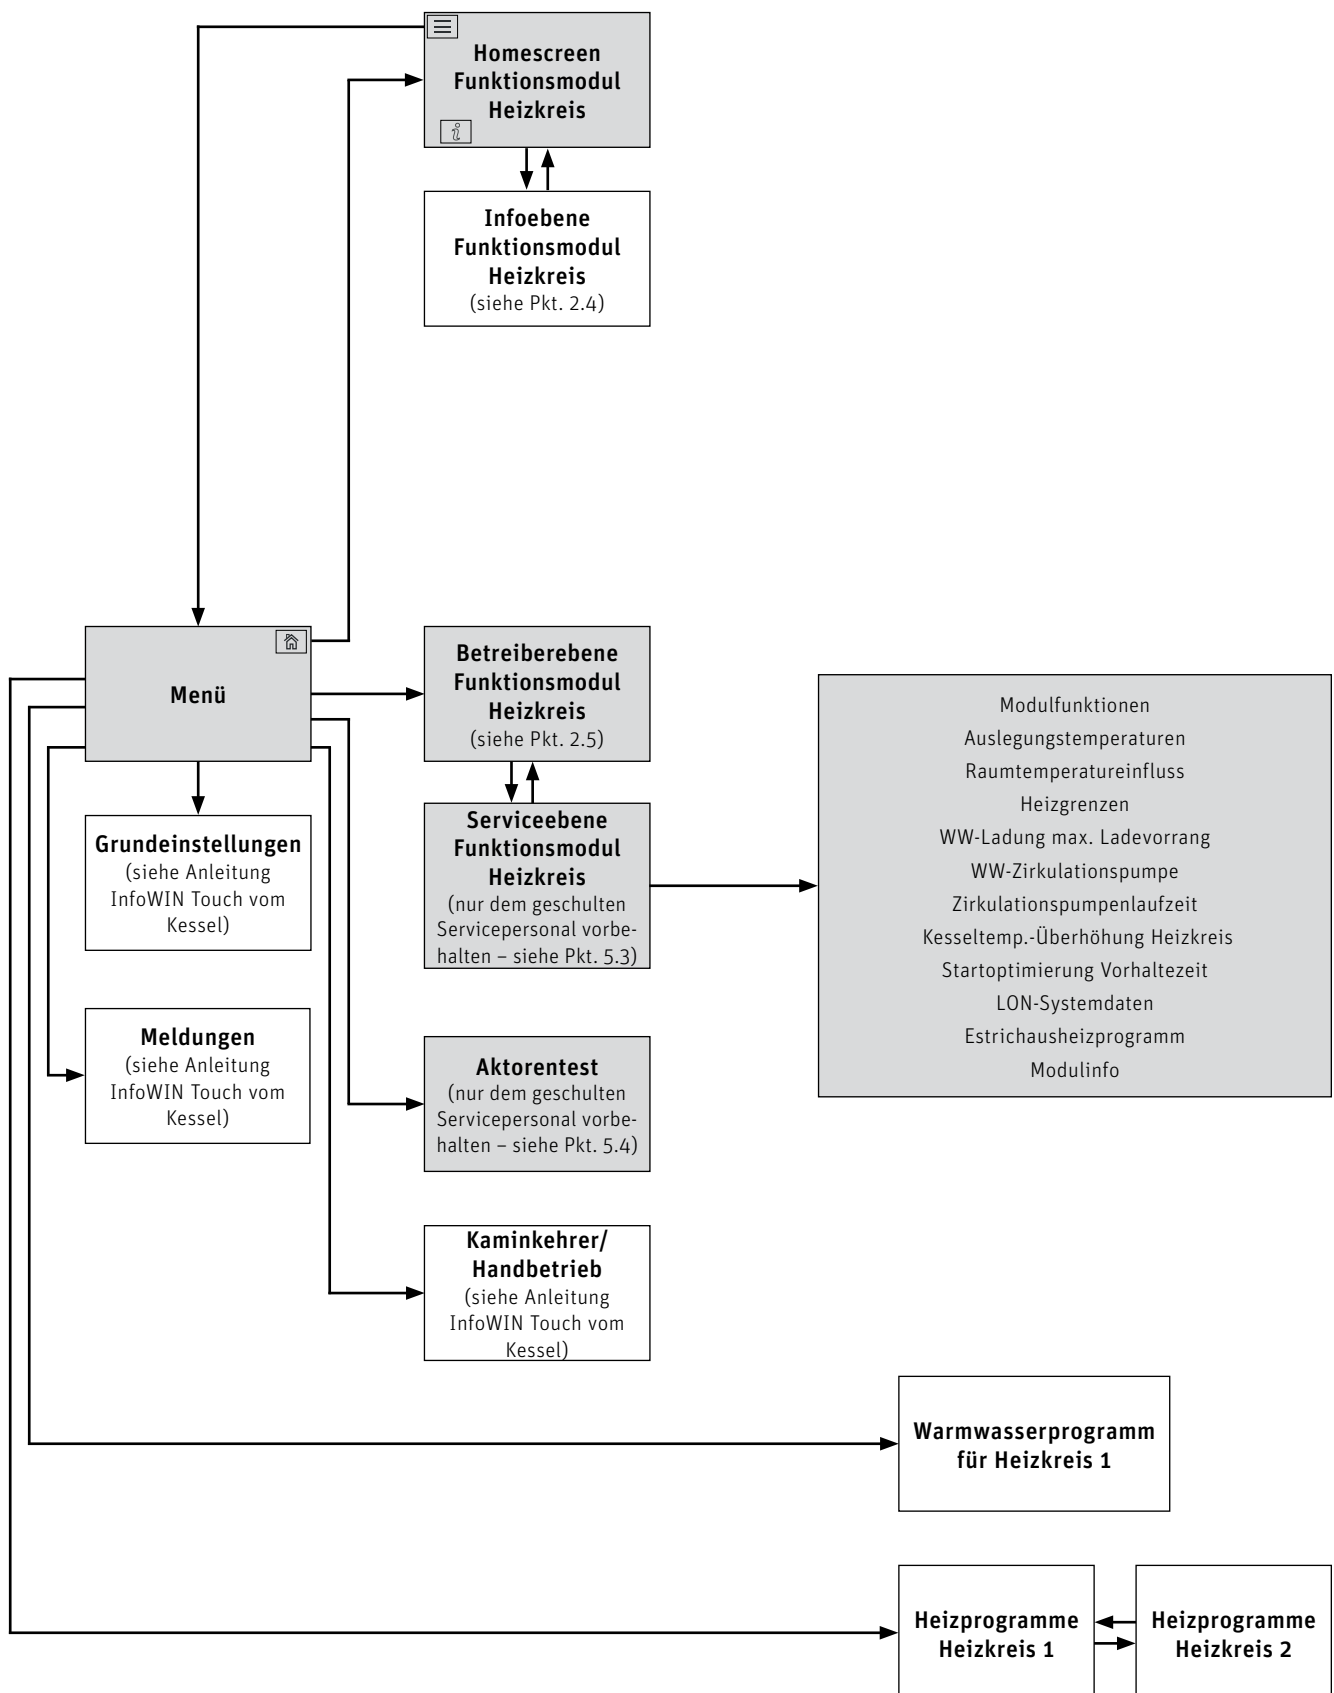 Homescreen
Funktionsmodul
Heizkreis
i
Infoebene
Funktionsmodul
Heizkreis
(siehe Pkt. 2.4)
Menü
Betreiberebene
Funktionsmodul
Heizkreis
(siehe Pkt. 2.5)
Serviceebene
Funktionsmodul
Heizkreis
(nur dem geschulten
Servicepersonal vorbe-
halten – siehe Pkt. 5.3)
Modulfunktionen
Auslegungstemperaturen
Raumtemperatureinfluss
Heizgrenzen
WW-Ladung max. Ladevorrang
WW-Zirkulationspumpe
Zirkulationspumpenlaufzeit
Kesseltemp.-Überhöhung Heizkreis
Startoptimierung Vorhaltezeit
LON-Systemdaten
Estrichausheizprogramm
Modulinfo
Grundeinstellungen
(siehe Anleitung
InfoWIN Touch vom
Kessel)
Meldungen
(siehe Anleitung
InfoWIN Touch vom
Kessel)
Aktorentest
(nur dem geschulten
Servicepersonal vorbe-
halten – siehe Pkt. 5.4)
Kaminkehrer/
Handbetrieb
(siehe Anleitung
InfoWIN Touch vom
Kessel)
Warmwasserprogramm
für Heizkreis 1
Heizprogramme
Heizkreis 1
Heizprogramme
Heizkreis 2